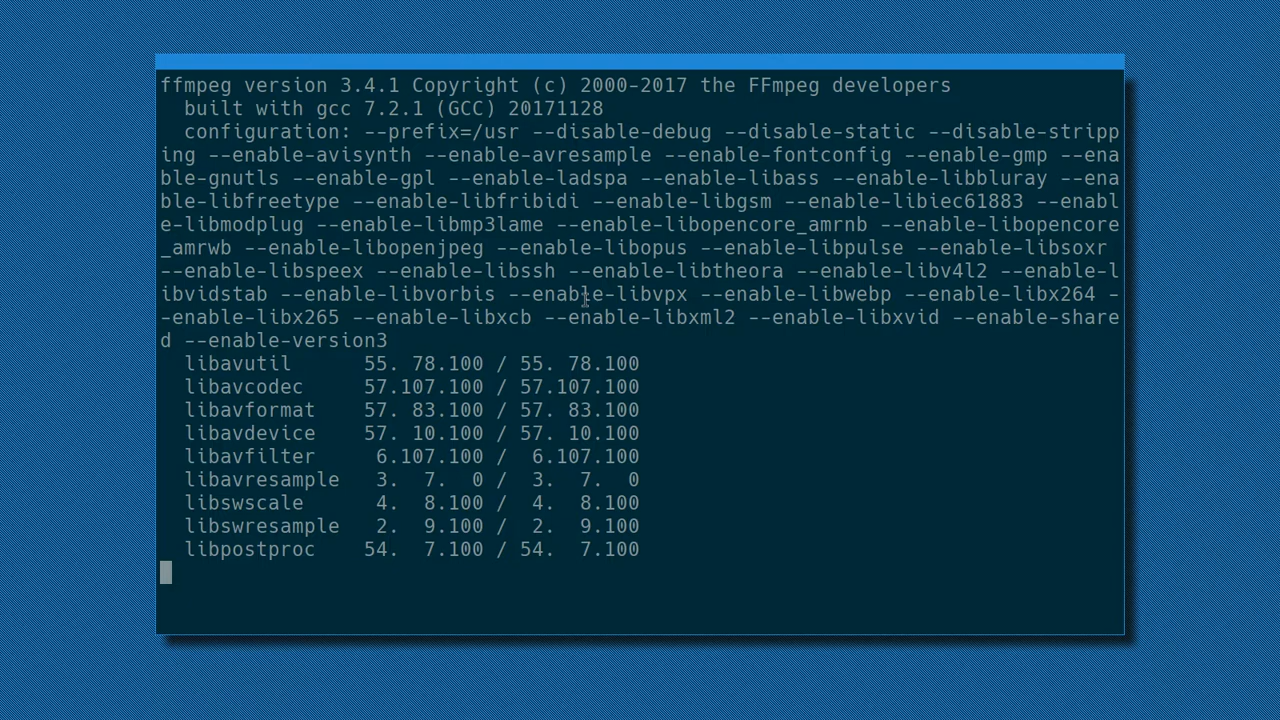 ffmpeg version 3.4.1 Copyright (c) 2000-2017 the FFmpeg developers
  built with gcc 7.2.1 (GCC) 20171128
  configuration: --prefix=/usr --disable-debug --disable-static --disable-stripp
ing --enable-avisynth --enable-avresample --enable-fontconfig --enable-gmp --ena
ble-gnutls --enable-gpl --enable-ladspa --enable-libass --enable-libbluray --ena
ble-libfreetype --enable-libfribidi --enable-libgsm --enable-libiec61883 --enabl
e-libmodplug --enable-libmp3lame --enable-libopencore_amrnb --enable-libopencore
_amrwb --enable-libopenjpeg --enable-libopus --enable-libpulse --enable-libsoxr
--enable-libspeex --enable-libssh --enable-libtheora --enable-libv4l2 --enable-l
ibvidstab --enable-libvorbis --enable-libvpx --enable-libwebp --enable-libx264 -
-enable-libx265 --enable-libxcb --enable-libxml2 --enable-libxvid --enable-share
d --enable-version3
  libavutil      55. 78.100 / 55. 78.100
  libavcodec     57.107.100 / 57.107.100
  libavformat    57. 83.100 / 57. 83.100
  libavdevice    57. 10.100 / 57. 10.100
  libavfilter     6.107.100 /  6.107.100
  libavresample   3.  7.  0 /  3.  7.  0
  libswscale      4.  8.100 /  4.  8.100
  libswresample   2.  9.100 /  2.  9.100
  libpostproc    54.  7.100 / 54.  7.100